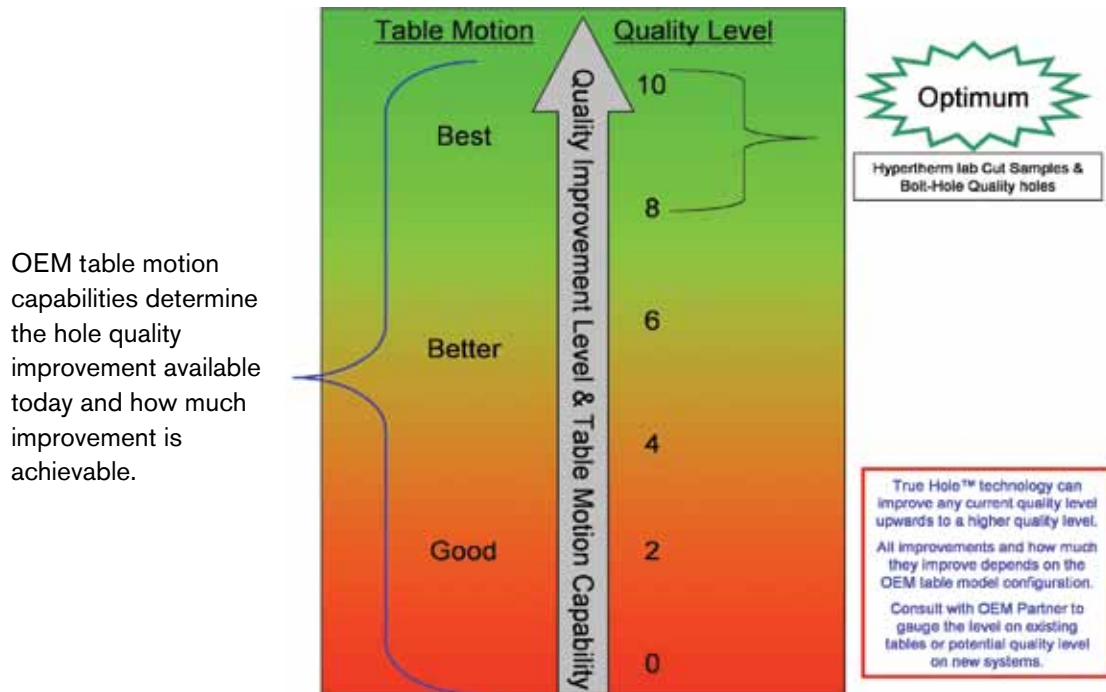 OEM table motion
capabilities determine
the hole quality
improvement available
today and how much
improvement is
achievable.
Table Motion
Best
Better
Good
Quality Improvement Level & Table Motion Capability
Quality Level
10
8
6
4
2
0
Optimum
Hypertherm lab Cut Samples &
Bolt-Hole Quality holes
True Hole™ technology can
improve any current quality level
upwards to a higher quality level.
All improvements and how much
they improve depends on the
OEM table model configuration.
Consult with OEM Partner to
gauge the level on existing
tables or potential quality level
on new systems.